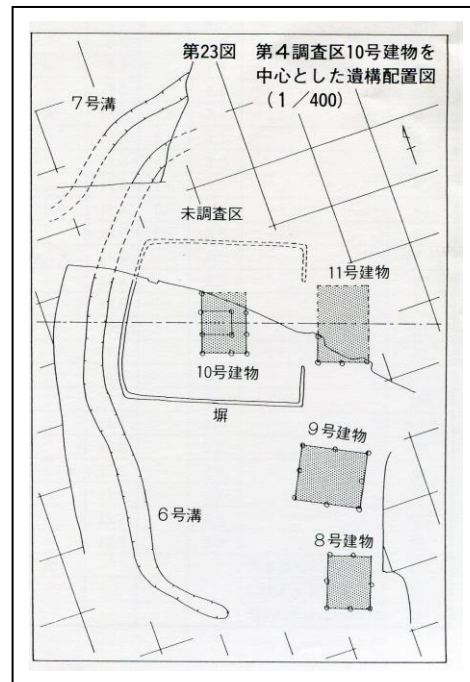 第23図 第4調査区10号建物を
中心とした遺構配置図
(1/400)
7号溝
未調査区
11号建物
10号建物
塀
9号建物
6号溝
8号建物